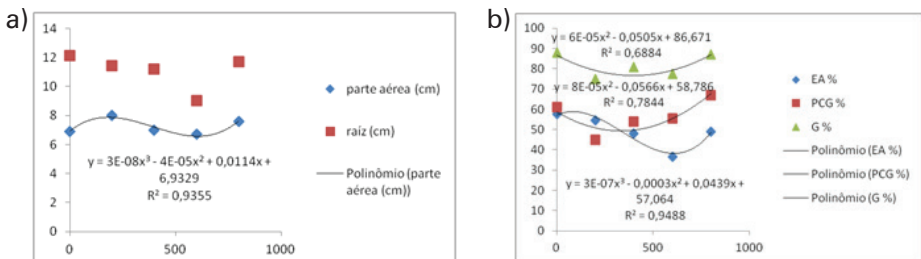 a)
14
12
10
8
6
4
2
0
0
500
1000
y = 3E-08x³ - 4E-05x² + 0,0114x +
6,9329
R² = 0,9355
parte aérea (cm)
raíz (cm)
Polinômio (parte
aérea (cm))
b)
100
90
80
70
60
50
40
30
20
10
0
0
500
1000
y = 6E-05x² - 0,0505x + 86,671
R² = 0,6884
y = 8E-05x² - 0,0566x + 58,786
R² = 0,7844
y = 3E-07x³ - 0,0003x² + 0,0439x +
57,064
R² = 0,9488
EA %
PCG %
G %
Polinômio (EA %)
Polinômio (PCG %)
Polinômio (G %)